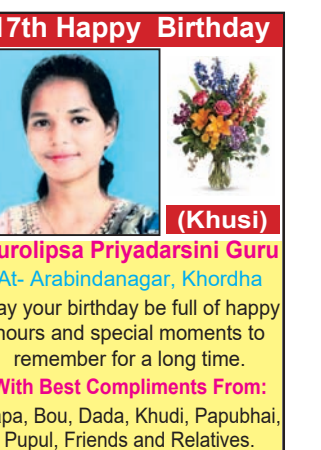 17th Happy Birthday
(Khusi)
urolipsa Priyadarsini Guru
At- Arabindanagar, Khordha
ay your birthday be full of happy
hours and special moments to
remember for a long time.
With Best Compliments From:
apa, Bou, Dada, Khudi, Papubhai,
Pupul, Friends and Relatives.